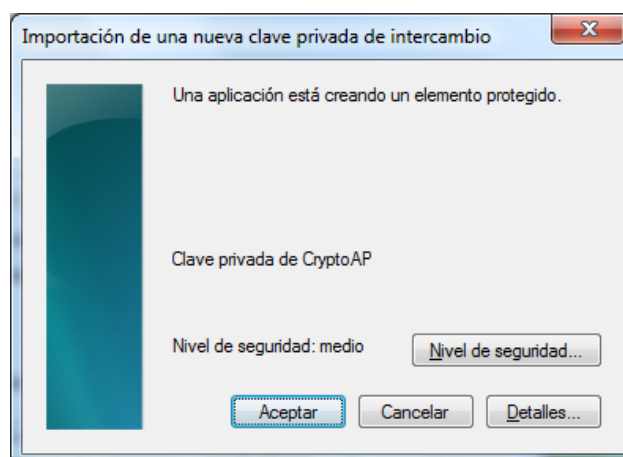 Importación de una nueva clave privada de intercambio
Una aplicación está creando un elemento protegido.
Clave privada de CryptoAP
Nivel de seguridad: medio
Nivel de seguridad...
Aceptar
Cancelar
Detalles...